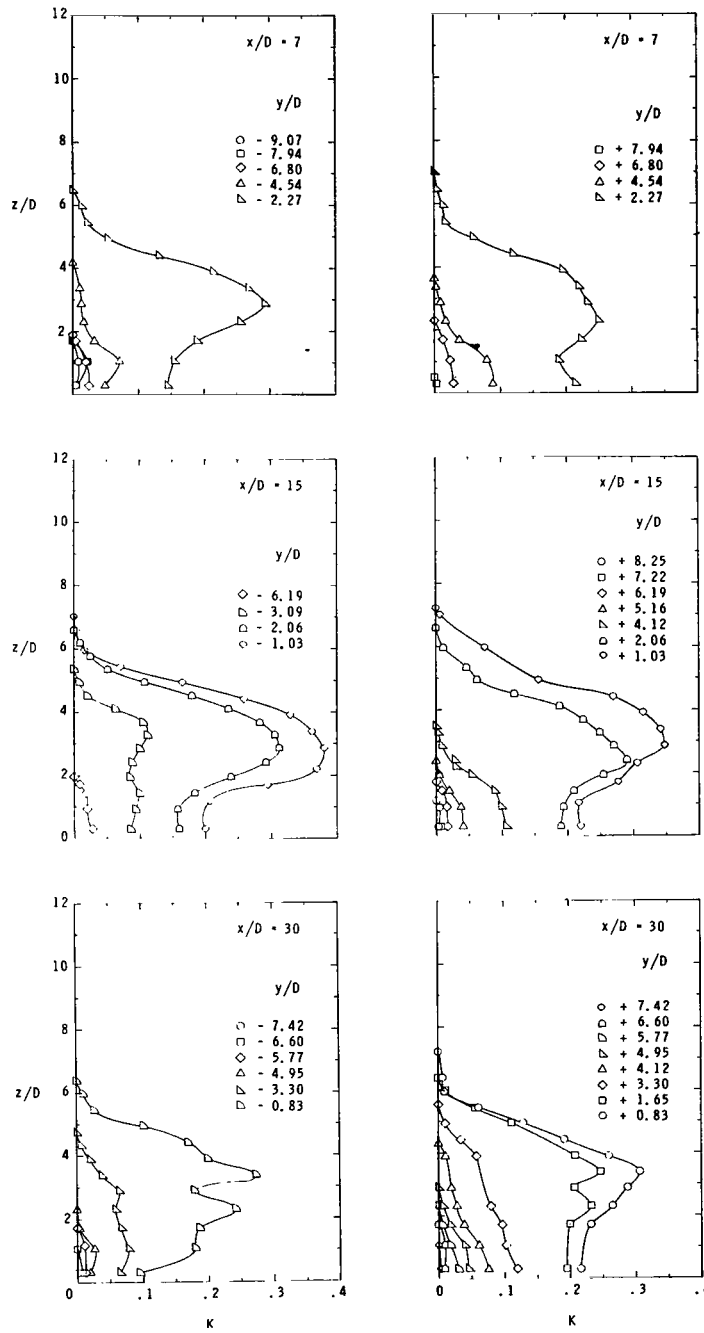 12
10
8
z/D
6
4
2
x/D = 7
y/D
- 9.07
- 7.94
- 6.80
- 4.54
- 2.27
x/D = 7
y/D
+ 7.94
+ 6.80
+ 4.54
+ 2.27
12
10
8
z/D
6
4
2
0
x/D = 15
y/D
- 6.19
- 3.09
- 2.06
- 1.03
x/D = 15
y/D
+ 8.25
+ 7.22
+ 6.19
+ 5.16
+ 4.12
+ 2.06
+ 1.03
12
10
8
z/D
6
4
2
0 .1 .2 .3 .4
K
x/D = 30
y/D
- 7.42
- 6.60
- 5.77
- 4.95
- 3.30
- 0.83
x/D = 30
y/D
+ 7.42
+ 6.60
+ 5.77
+ 4.95
+ 4.12
+ 3.30
+ 1.65
+ 0.83
0 .1 .2 .3 .4
K